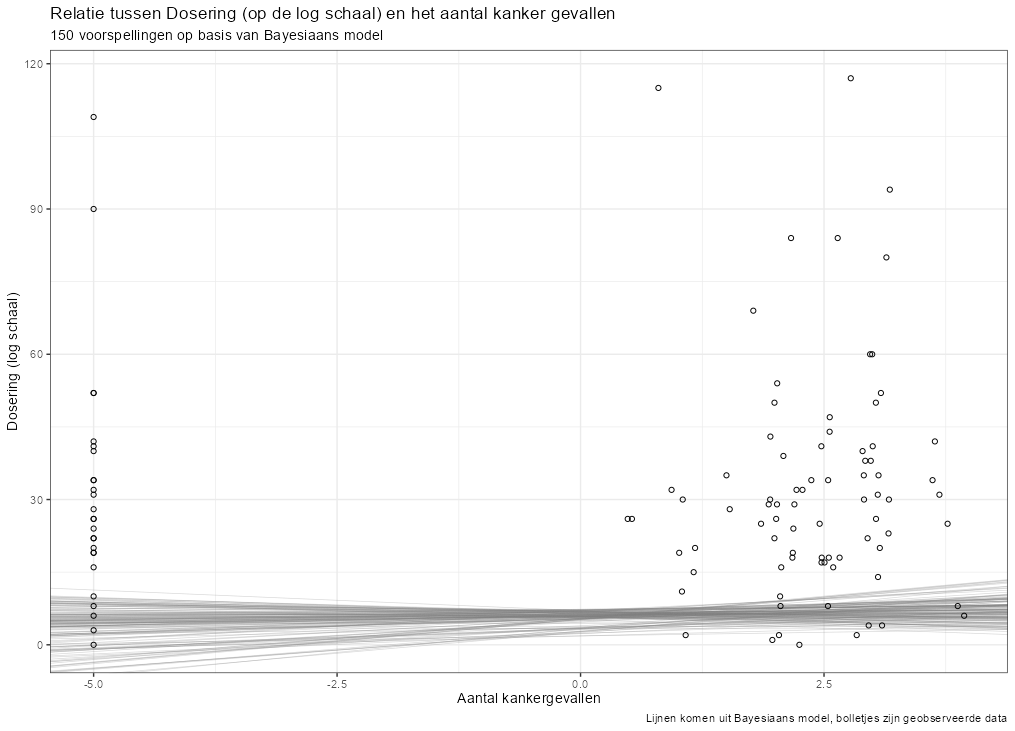 Relatie tussen Dosering (op de log schaal) en het aantal kanker gevallen
150 voorspellingen op basis van Bayesiaans model
120
90
60
30
0
Dosering (log schaal)
-5.0 -2.5 0.0 2.5
Aantal kankergevallen
Lijnen komen uit Bayesiaans model, bolletjes zijn geobserveerde data